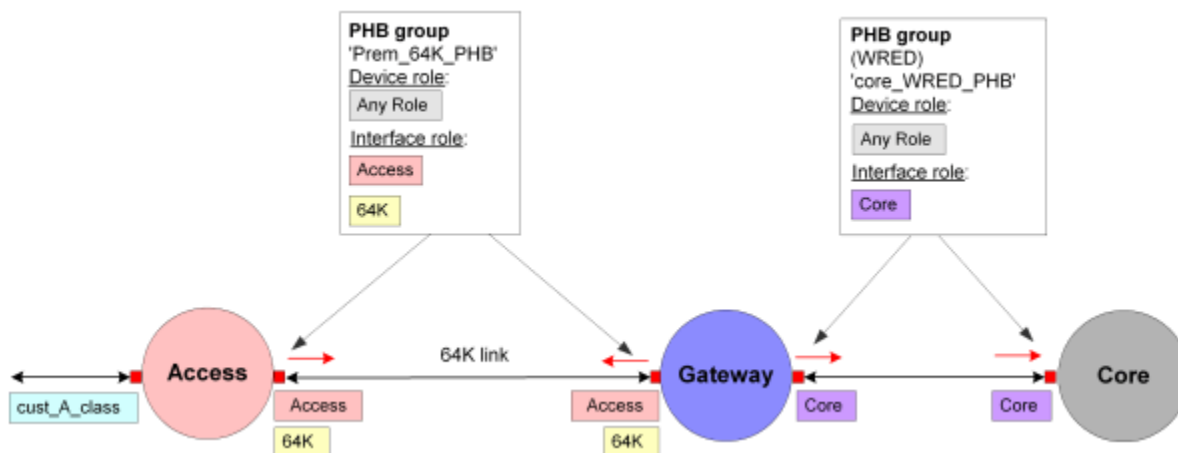 PHB group
'Prem_64K_PHB'
Device role:
Any Role
Interface role:
Access
64K
PHB group
(WRED)
'core_WRED_PHB'
Device role:
Any Role
Interface role:
Core
Access
64K link
Gateway
Core
cust_A_class
Access
64K
Access
64K
Core
Core